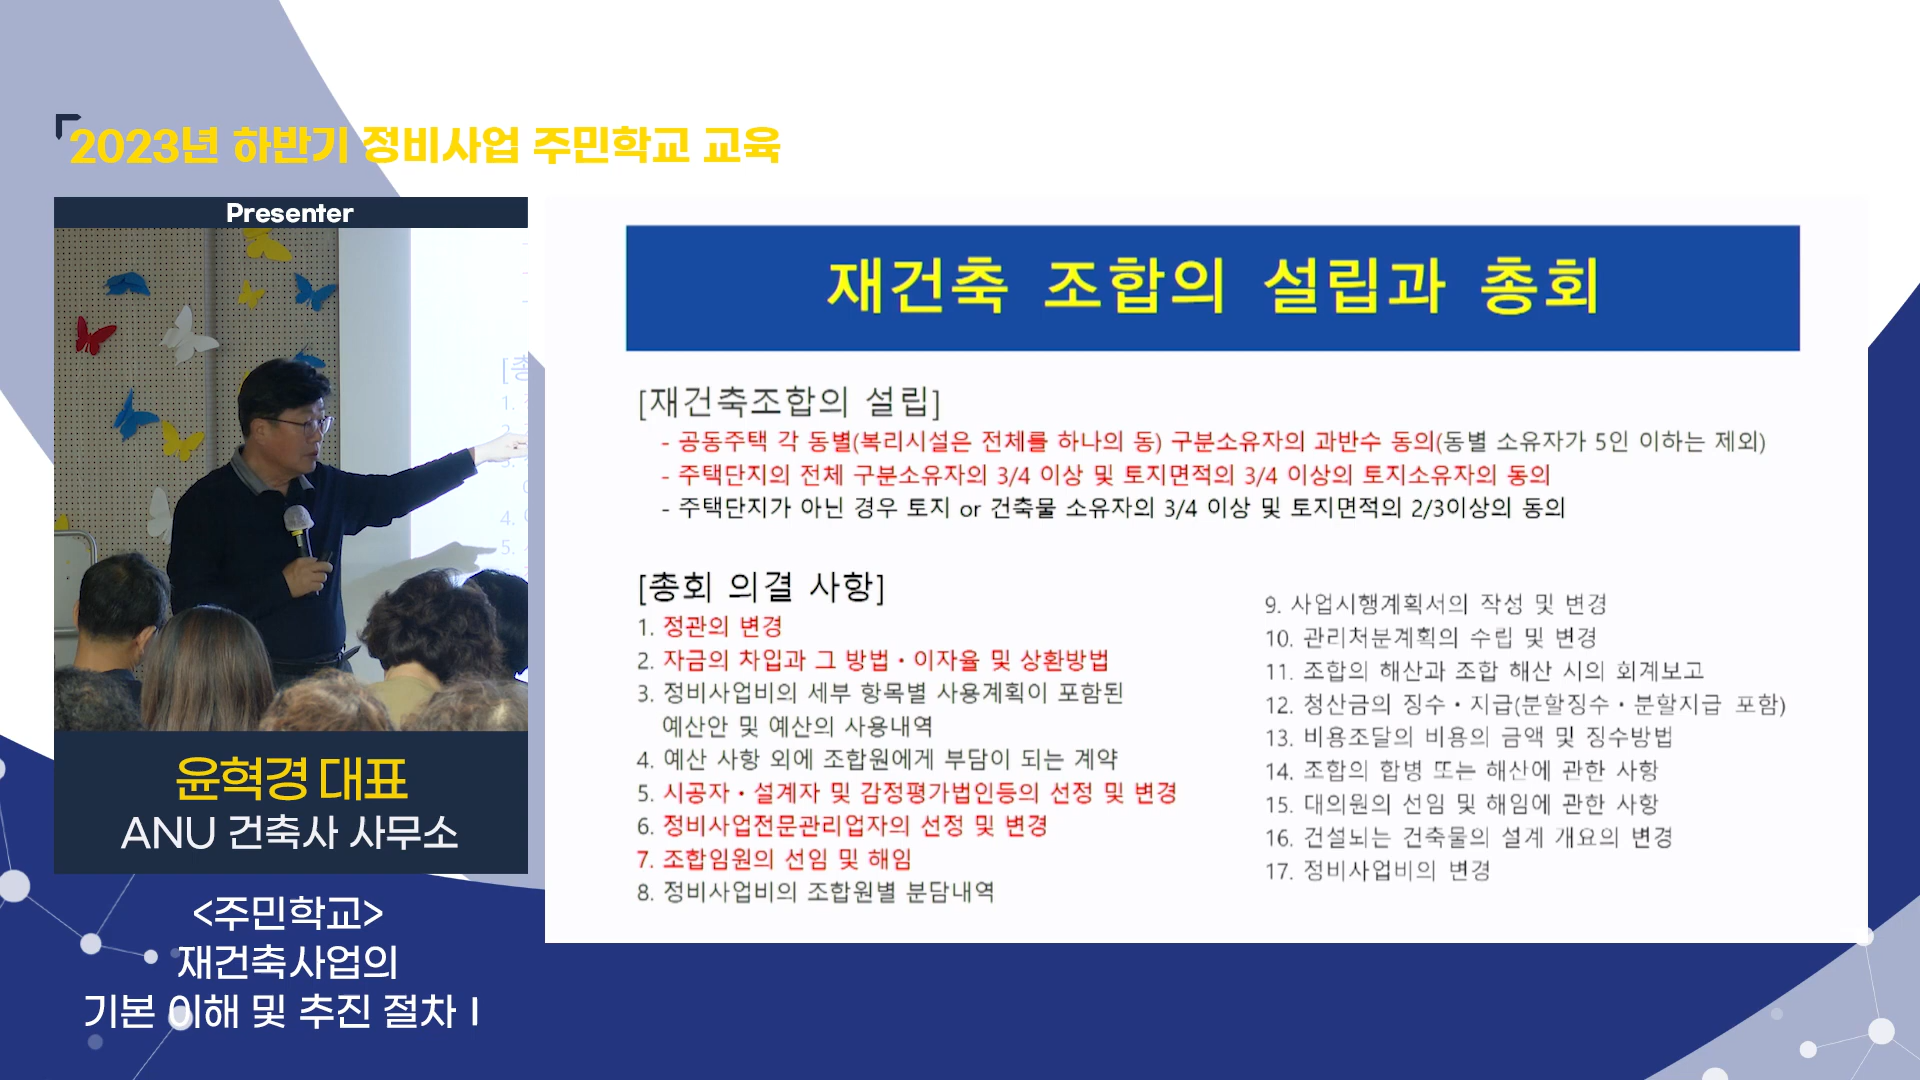 2023년 하반기 정비사업 주민학교 교육
Presenter
[총
1.
2.
3.
4.
5.
윤혁경 대표
ANU 건축사 사무소
<주민학교>
재건축사업의
기본 이해 및 추진 절차 I
재건축 조합의 설립과 총회
[재건축조합의 설립]
- 공동주택 각 동별(복리시설은 전체를 하나의 동) 구분소유자의 과반수 동의(동별 소유자가 5인 이하는 제외)
- 주택단지의 전체 구분소유자의 3/4 이상 및 토지면적의 3/4 이상의 토지소유자의 동의
- 주택단지가 아닌 경우 토지 or 건축물 소유자의 3/4 이상 및 토지면적의 2/3이상의 동의
[총회 의결 사항]
1. 정관의 변경
2. 자금의 차입과 그 방법・이자율 및 상환방법
3. 정비사업비의 세부 항목별 사용계획이 포함된
예산안 및 예산의 사용내역
4. 예산 사항 외에 조합원에게 부담이 되는 계약
5. 시공자・설계자 및 감정평가법인등의 선정 및 변경
6. 정비사업전문관리업자의 선정 및 변경
7. 조합임원의 선임 및 해임
8. 정비사업비의 조합원별 분담내역
9. 사업시행계획서의 작성 및 변경
10. 관리처분계획의 수립 및 변경
11. 조합의 해산과 조합 해산 시의 회계보고
12. 청산금의 징수・지급(분할징수・분할지급 포함)
13. 비용조달의 비용의 금액 및 징수방법
14. 조합의 합병 또는 해산에 관한 사항
15. 대의원의 선임 및 해임에 관한 사항
16. 건설뇌는 건축물의 설계 개요의 변경
17. 정비사업비의 변경